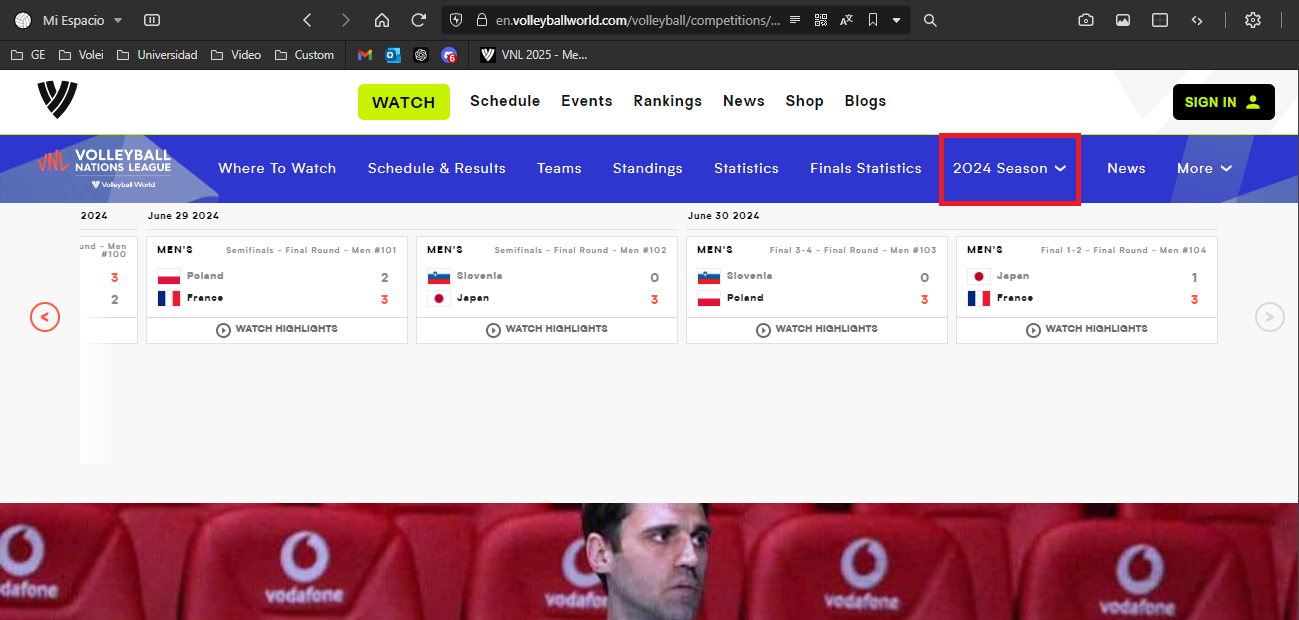 Mi Espacio
en.volleyballworld.com/volleyball/competitions/...
GE Volei Universidad Video Custom 6 VNL 2025 - Me...
WATCH Schedule Events Rankings News Shop Blogs SIGN IN
VNL VOLLEYBALL NATIONS LEAGUE
Volleyball World
Where To Watch Schedule & Results Teams Standings Statistics Finals Statistics 2024 Season News More
2024 June 29 2024 June 30 2024
und - Men
#100
3
2
MEN'S Semifinals - Final Round - Men #101
Poland 2
France 3
WATCH HIGHLIGHTS
MEN'S Semifinals - Final Round - Men #102
Slovenia 0
Japan 3
WATCH HIGHLIGHTS
MEN'S Final 3-4 - Final Round - Men #103
Slovenia 0
Poland 3
WATCH HIGHLIGHTS
MEN'S Final 1-2 - Final Round - Men #104
Japan 1
France 3
WATCH HIGHLIGHTS
< >
dafone vodafone vodafo vodafone vodafone